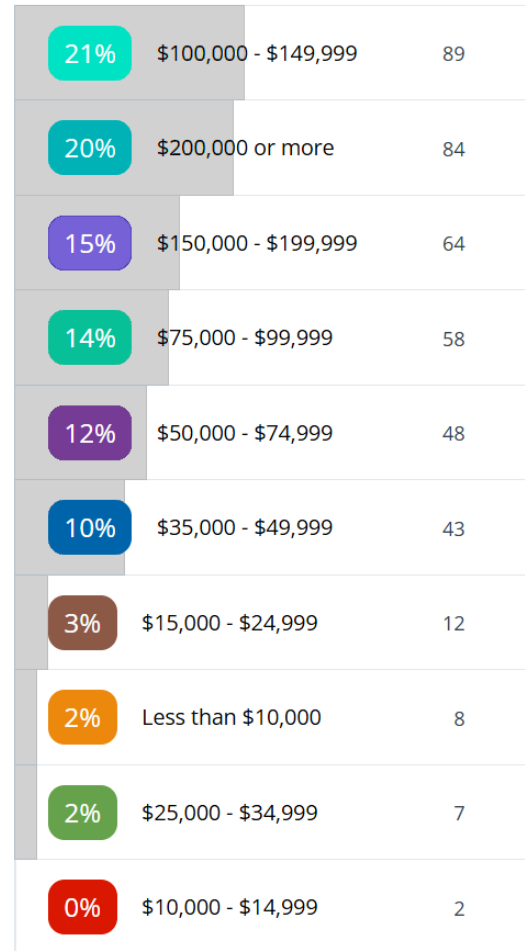 21% $100,000 - $149,999 89
20% $200,000 or more 84
15% $150,000 - $199,999 64
14% $75,000 - $99,999 58
12% $50,000 - $74,999 48
10% $35,000 - $49,999 43
3% $15,000 - $24,999 12
2% Less than $10,000 8
2% $25,000 - $34,999 7
0% $10,000 - $14,999 2